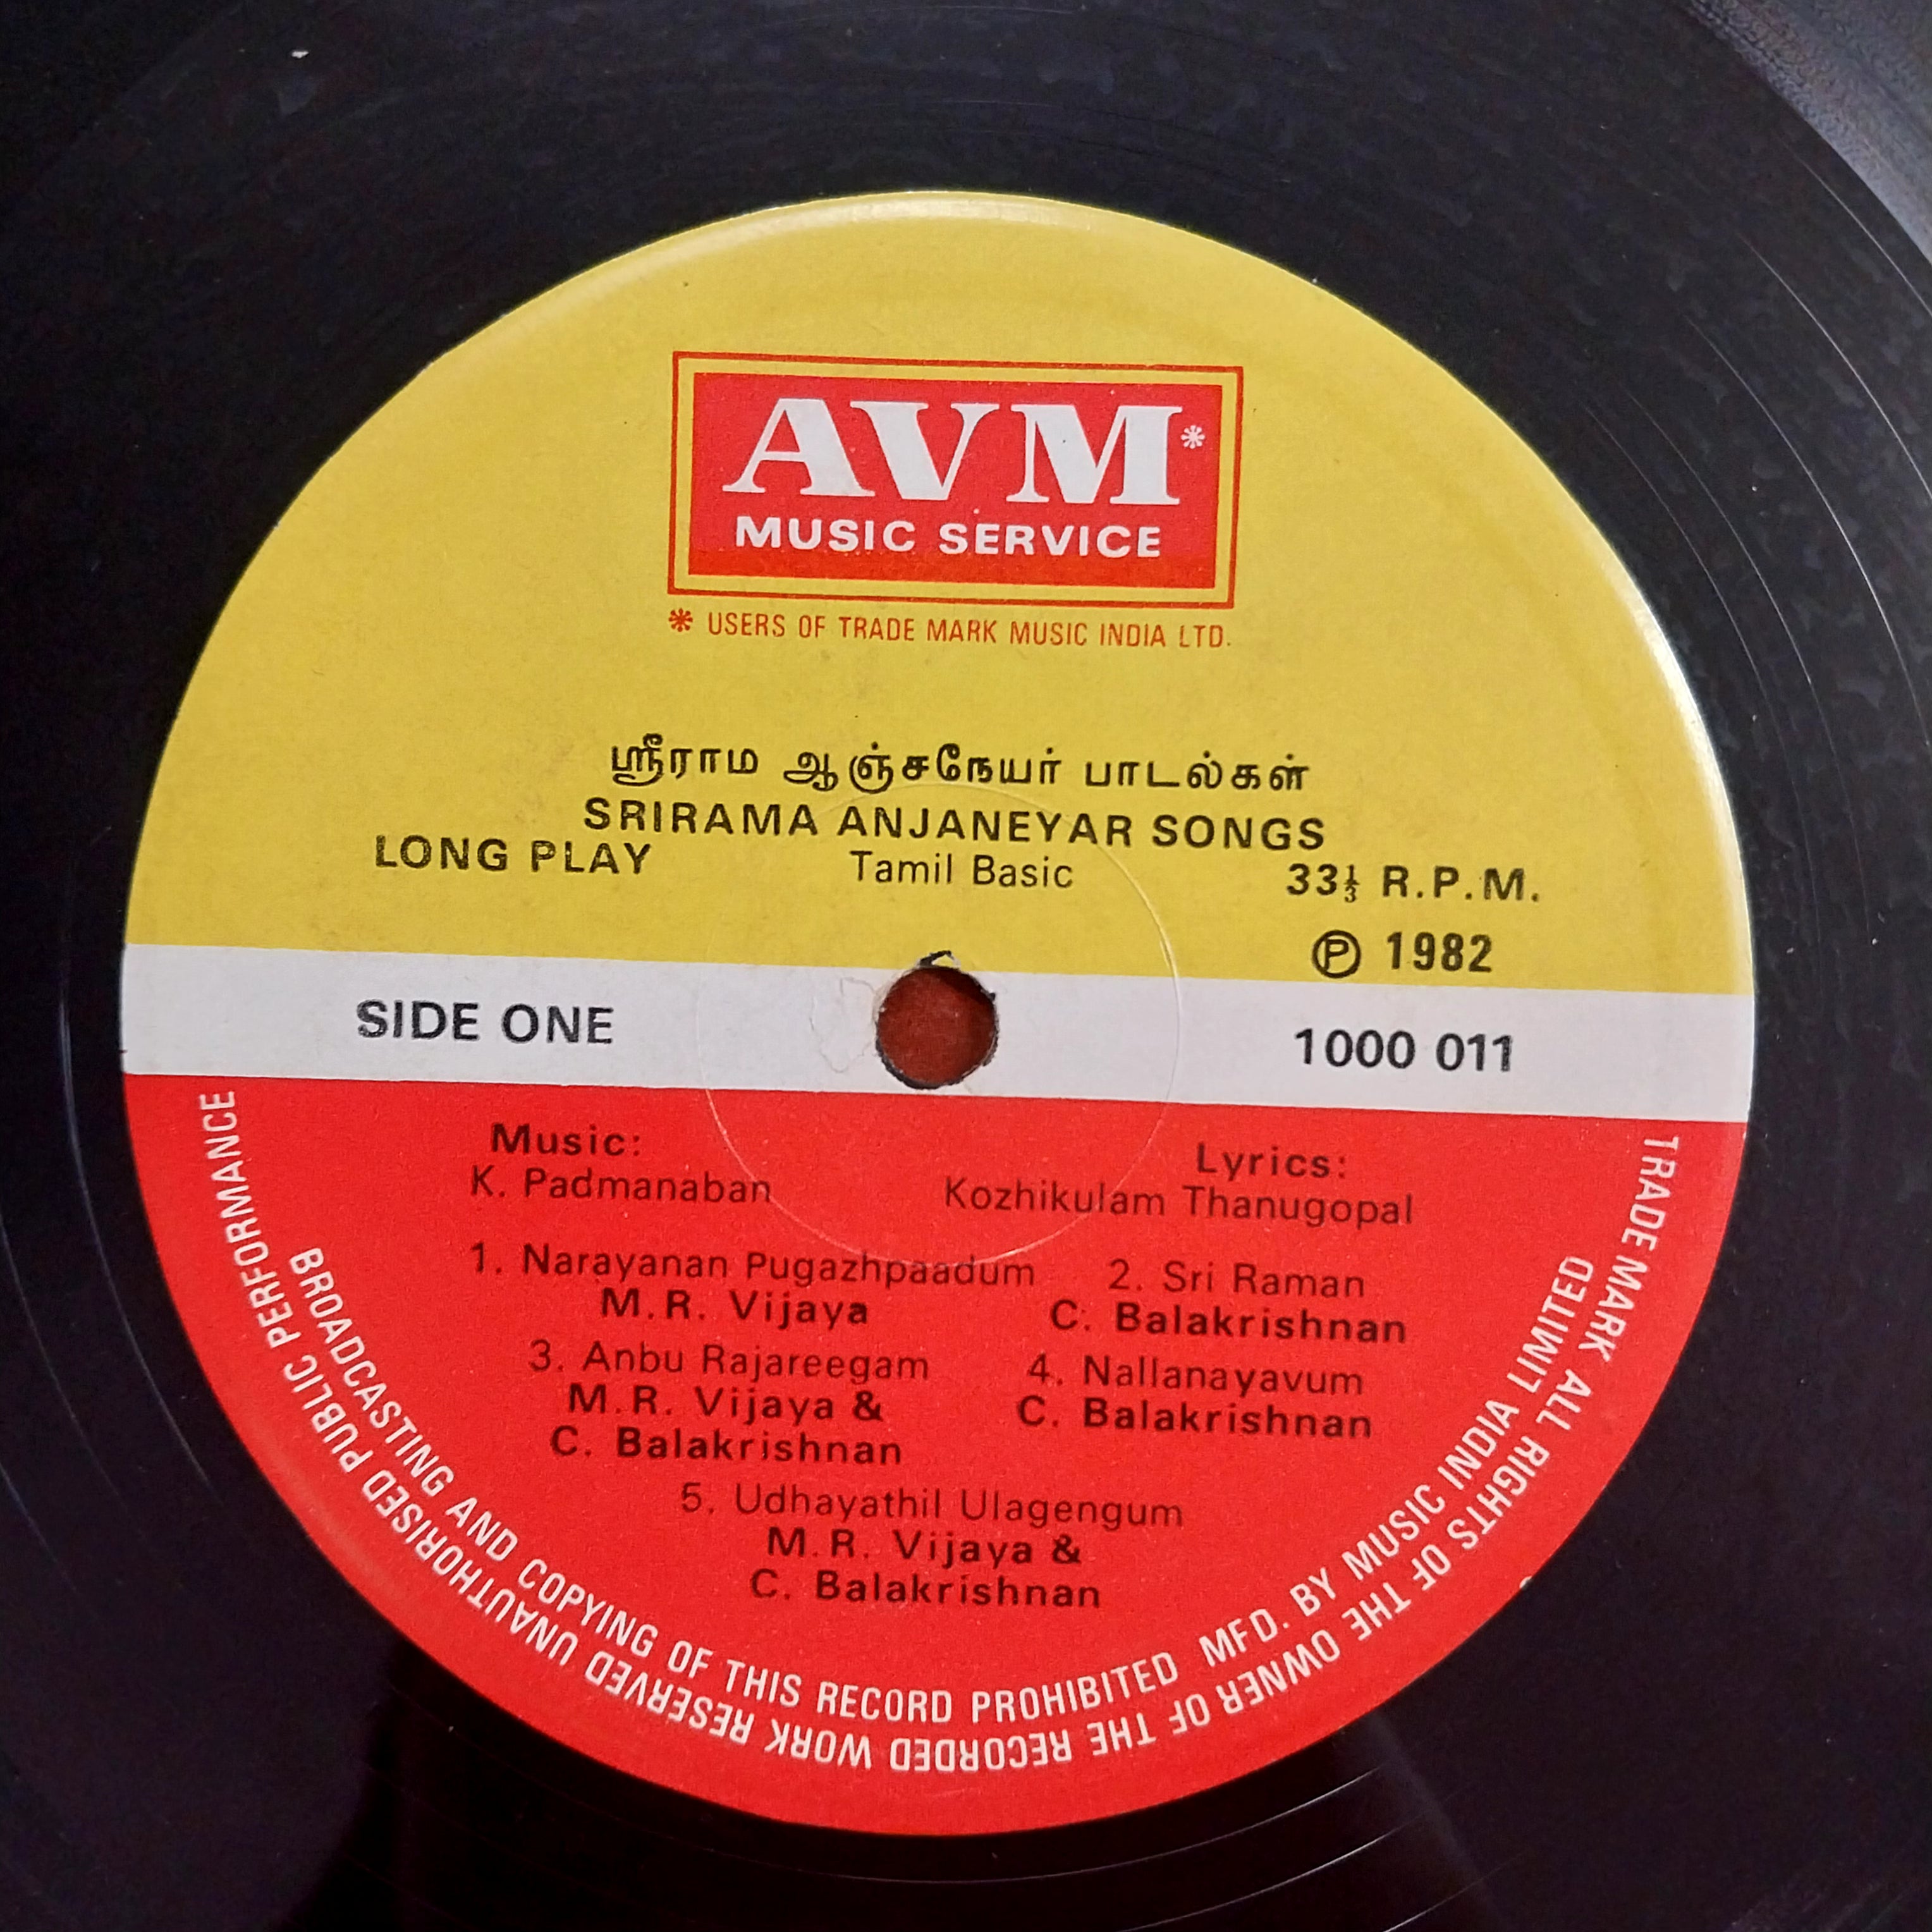 AVM*
MUSIC SERVICE
* USERS OF TRADE MARK MUSIC INDIA LTD.
ஸ்ரீராம ஆஞ்சநேயர் பாடல்கள்
SRIRAMA ANJANEYAR SONGS
LONG PLAY Tamil Basic 33⅓ R.P.M.
℗ 1982
SIDE ONE 1000 011
Music: Lyrics:
K. Padmanaban Kozhikulam Thanugopal
1. Narayanan Pugazhpaadum 2. Sri Raman
M.R. Vijaya C. Balakrishnan
3. Anbu Rajareegam 4. Nallanayavum
M.R. Vijaya & C. Balakrishnan
C. Balakrishnan
5. Udhayathil Ulagengum
M.R. Vijaya &
C. Balakrishnan
TRADE MARK ALL RIGHTS OF THE OWNER OF THE RECORDED WORK RESERVED UNAUTHORISED PUBLIC PERFORMANCE
BROADCASTING AND COPYING OF THIS RECORD PROHIBITED MFD. BY MUSIC INDIA LIMITED